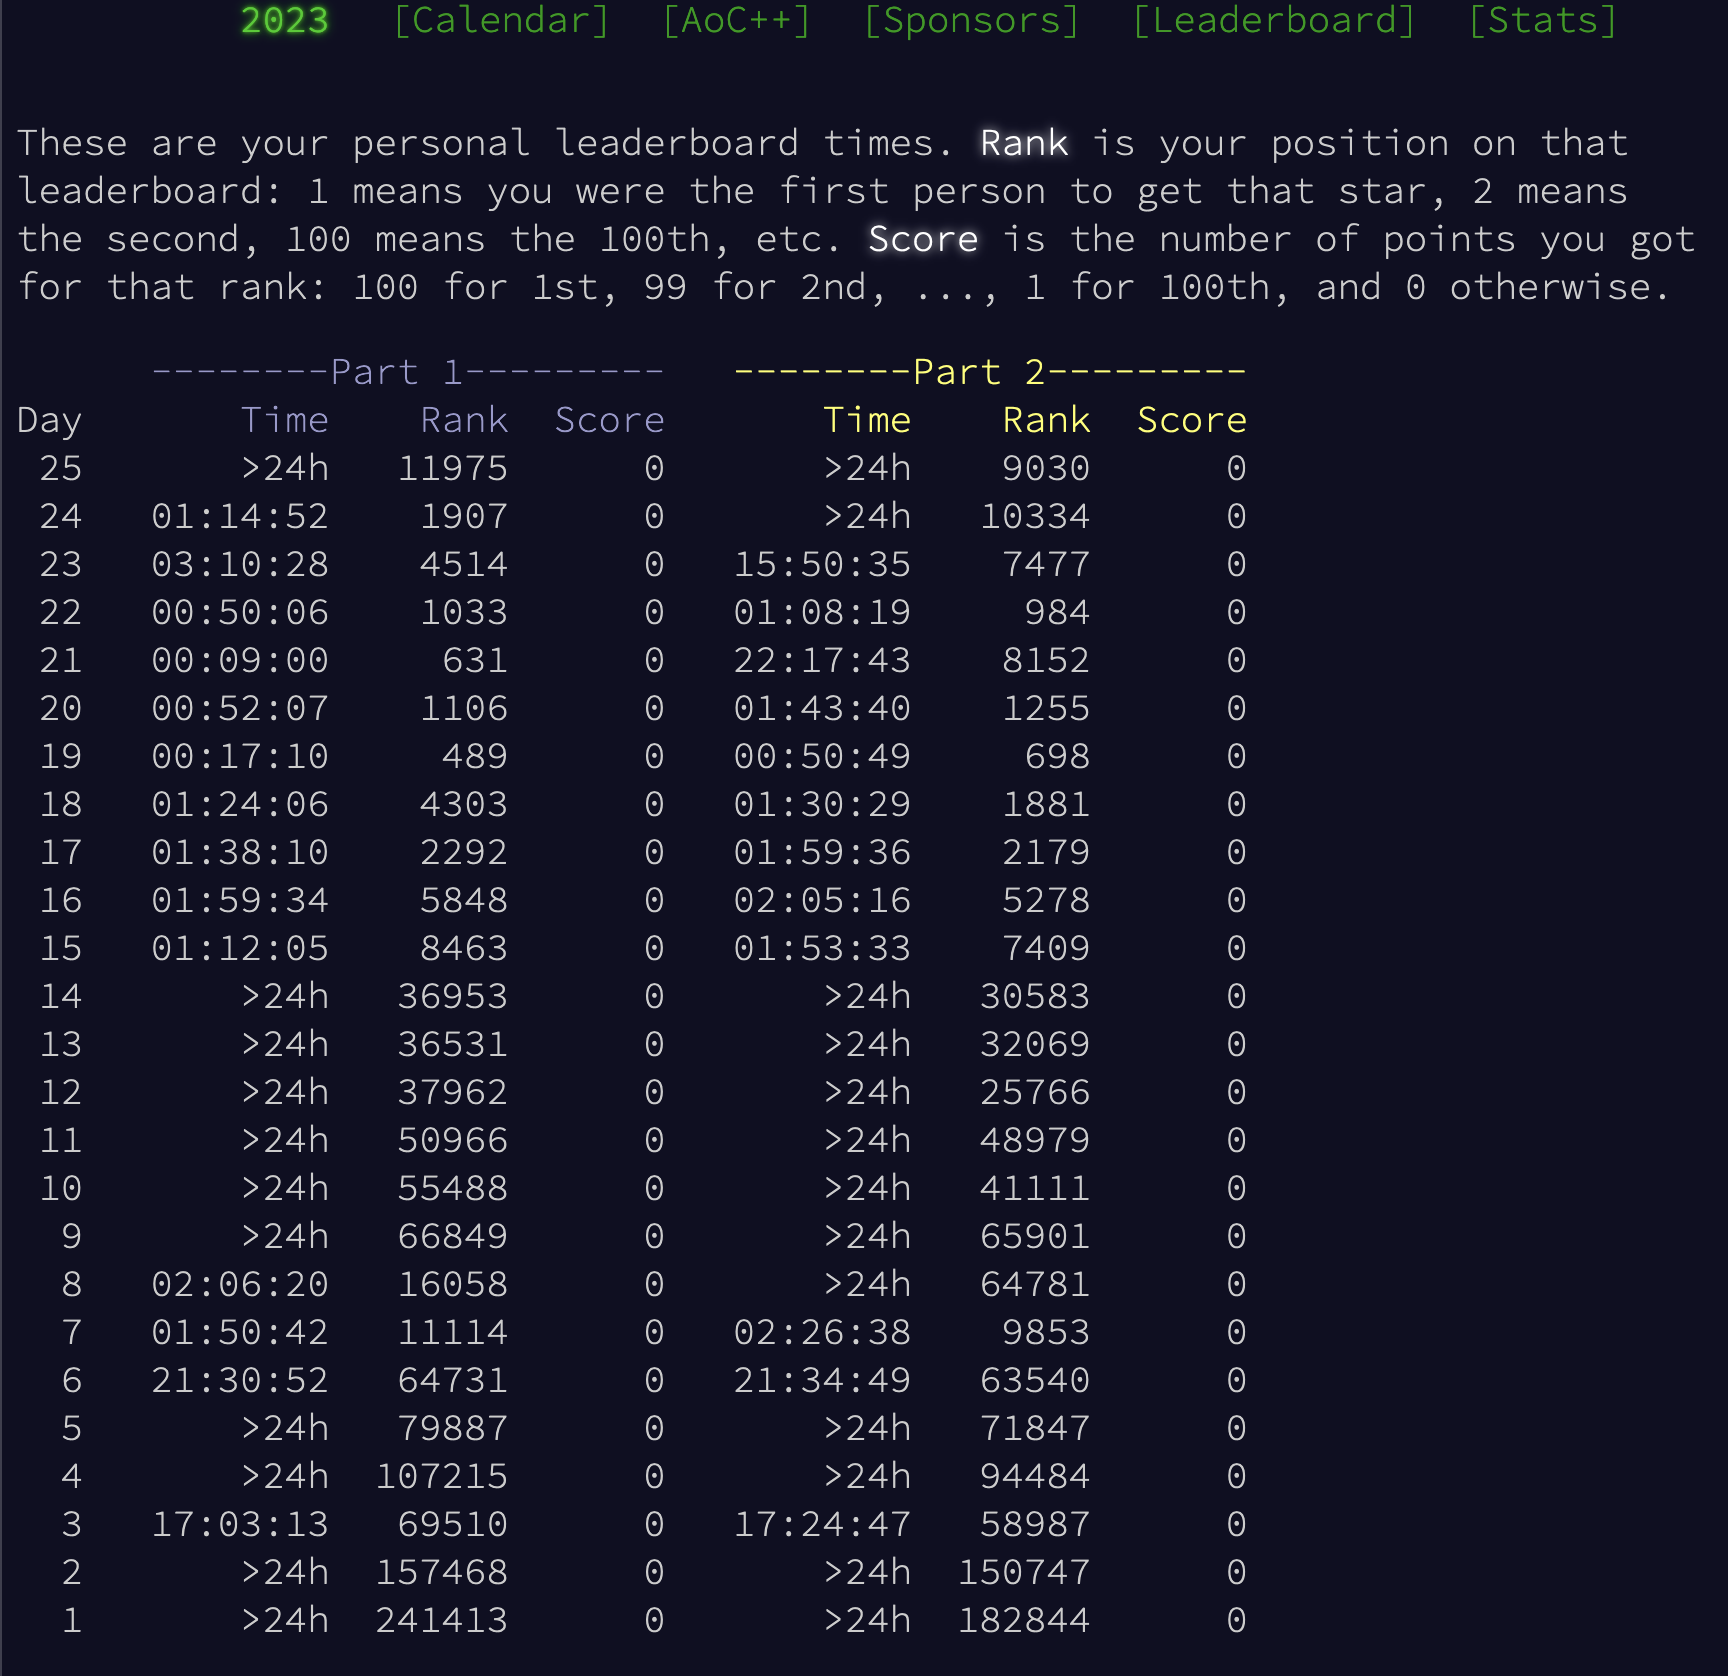 2023 [Calendar] [AoC++] [Sponsors] [Leaderboard] [Stats]
These are your personal leaderboard times. Rank is your position on that
leaderboard: 1 means you were the first person to get that star, 2 means
the second, 100 means the 100th, etc. Score is the number of points you got
for that rank: 100 for 1st, 99 for 2nd, ..., 1 for 100th, and 0 otherwise.
--------Part 1--------- --------Part 2---------
Day Time Rank Score Time Rank Score
25 >24h 11975 0 >24h 9030 0
24 01:14:52 1907 0 >24h 10334 0
23 03:10:28 4514 0 15:50:35 7477 0
22 00:50:06 1033 0 01:08:19 984 0
21 00:09:00 631 0 22:17:43 8152 0
20 00:52:07 1106 0 01:43:40 1255 0
19 00:17:10 489 0 00:50:49 698 0
18 01:24:06 4303 0 01:30:29 1881 0
17 01:38:10 2292 0 01:59:36 2179 0
16 01:59:34 5848 0 02:05:16 5278 0
15 01:12:05 8463 0 01:53:33 7409 0
14 >24h 36953 0 >24h 30583 0
13 >24h 36531 0 >24h 32069 0
12 >24h 37962 0 >24h 25766 0
11 >24h 50966 0 >24h 48979 0
10 >24h 55488 0 >24h 41111 0
9 >24h 66849 0 >24h 65901 0
8 02:06:20 16058 0 >24h 64781 0
7 01:50:42 11114 0 02:26:38 9853 0
6 21:30:52 64731 0 21:34:49 63540 0
5 >24h 79887 0 >24h 71847 0
4 >24h 107215 0 >24h 94484 0
3 17:03:13 69510 0 17:24:47 58987 0
2 >24h 157468 0 >24h 150747 0
1 >24h 241413 0 >24h 182844 0